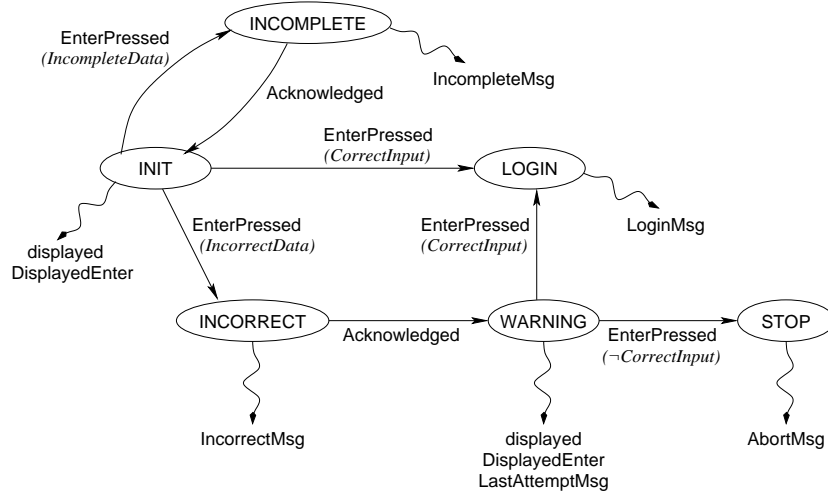 INCOMPLETE
EnterPressed
(IncompleteData)
IncompleteMsg
Acknowledged
EnterPressed
(CorrectInput)
INIT
LOGIN
EnterPressed
(IncorrectData)
EnterPressed
(CorrectInput)
LoginMsg
displayed
DisplayedEnter
INCORRECT
Acknowledged
WARNING
EnterPressed
(¬CorrectInput)
STOP
IncorrectMsg
displayed
DisplayedEnter
LastAttemptMsg
AbortMsg